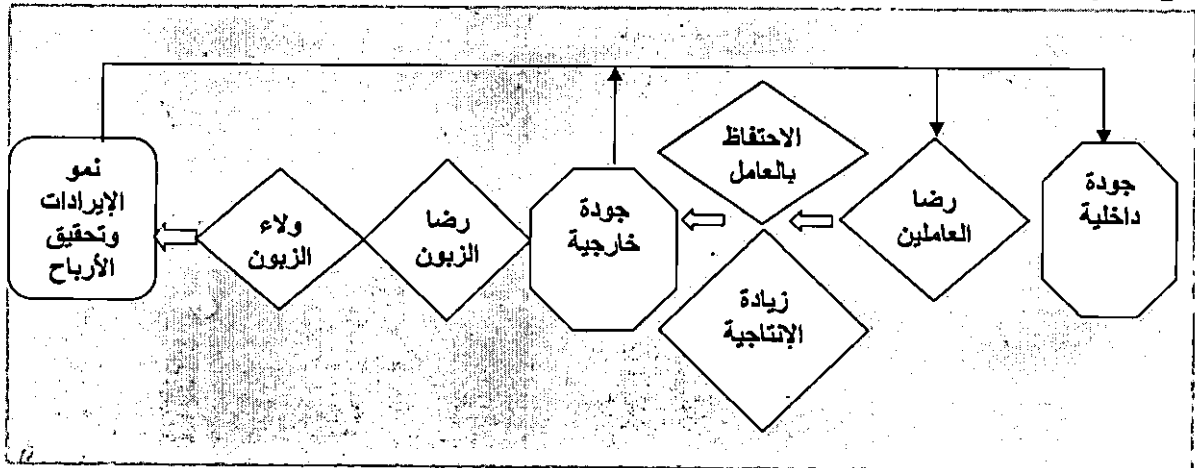 جودة
داخلية
رضا
العاملين
الاحتفاظ
بالعامل
زيادة
الإنتاجية
جودة
خارجية
رضا
الزبون
ولاء
الزبون
نمو
الإيرادات
وتحقيق
الأرباح